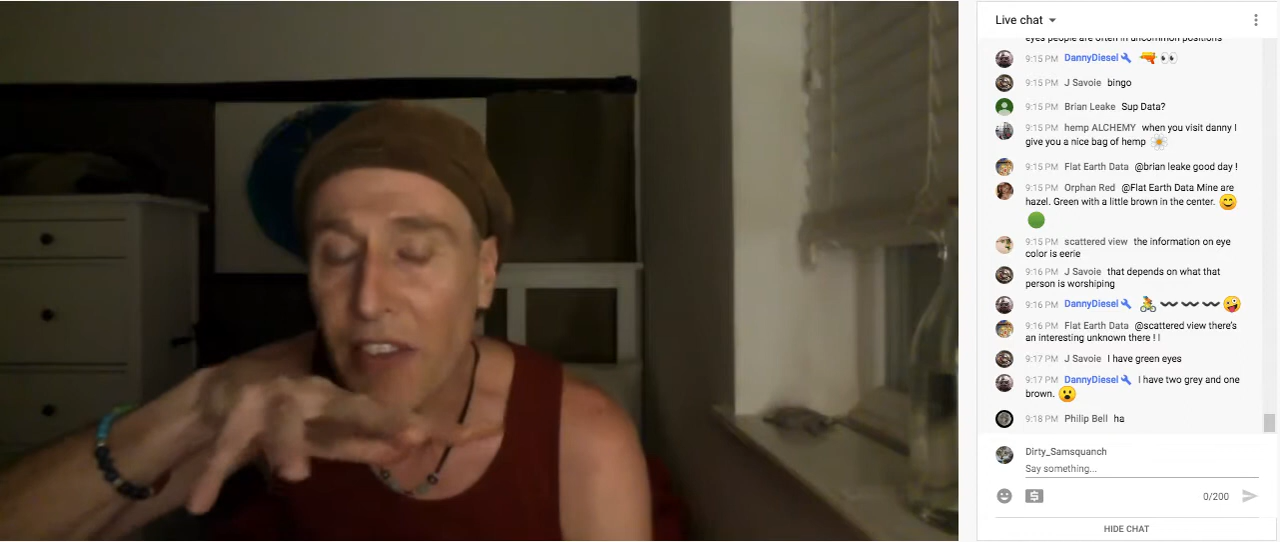 Live chat
eyes people are often in uncommon positions
9:15 PM DannyDiesel
9:15 PM J Savoie bingo
9:15 PM Brian Leake Sup Data?
9:15 PM hemp ALCHEMY when you visit danny I
give you a nice bag of hemp
9:15 PM Flat Earth Data @brian leake good day !
9:15 PM Orphan Red @Flat Earth Data Mine are
hazel. Green with a little brown in the center.
9:15 PM scattered view the information on eye
color is eerie
9:16 PM J Savoie that depends on what that
person is worshiping
9:16 PM DannyDiesel
9:16 PM Flat Earth Data @scattered view there's
an interesting unknown there ! !
9:17 PM J Savoie I have green eyes
9:17 PM DannyDiesel I have two grey and one
brown.
9:18 PM Philip Bell ha
Dirty_Samsquanch
Say something...
0/200
HIDE CHAT